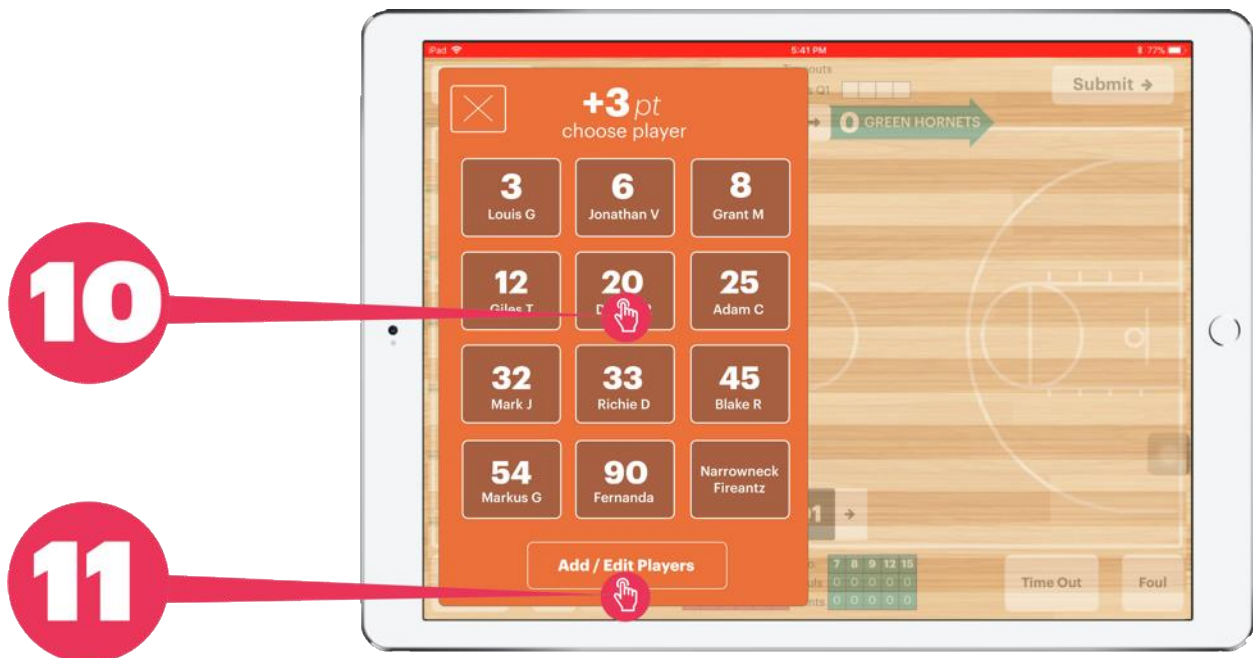 iPad
5:41 PM
77%
Submit →
Q1
→ 0 GREEN HORNETS
+3 pt
choose player
3
Louis G
6
Jonathan V
8
Grant M
10
12
Giles T
20
25
Adam C
32
Mark J
33
Richie D
45
Blake R
54
Markus G
90
Fernanda
Narrowneck
Fireantz
→
11
Add / Edit Players
7 8 9 12 15
0 0 0 0 0
0 0 0 0 0
Time Out
Foul